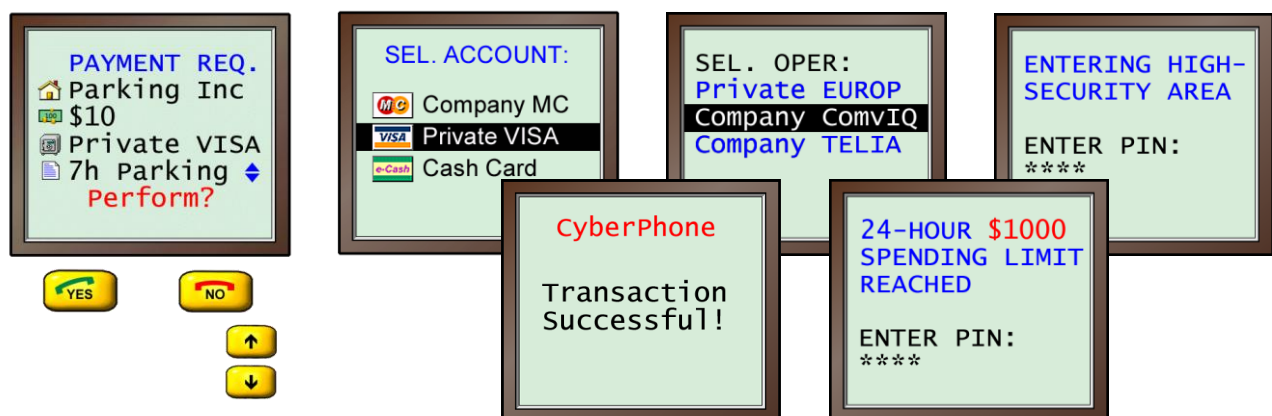 PAYMENT REQ.
Parking Inc
100 $10
Private VISA
7h Parking
Perform?
YES
NO
SEL. ACCOUNT:
MC Company MC
VISA Private VISA
e-Cash Cash Card
SEL. OPER:
Private EUROP
Company ComvIQ
Company TELIA
ENTERING HIGH-
SECURITY AREA
ENTER PIN:
****
CyberPhone
Transaction
Successful!
24-HOUR $1000
SPENDING LIMIT
REACHED
ENTER PIN:
****